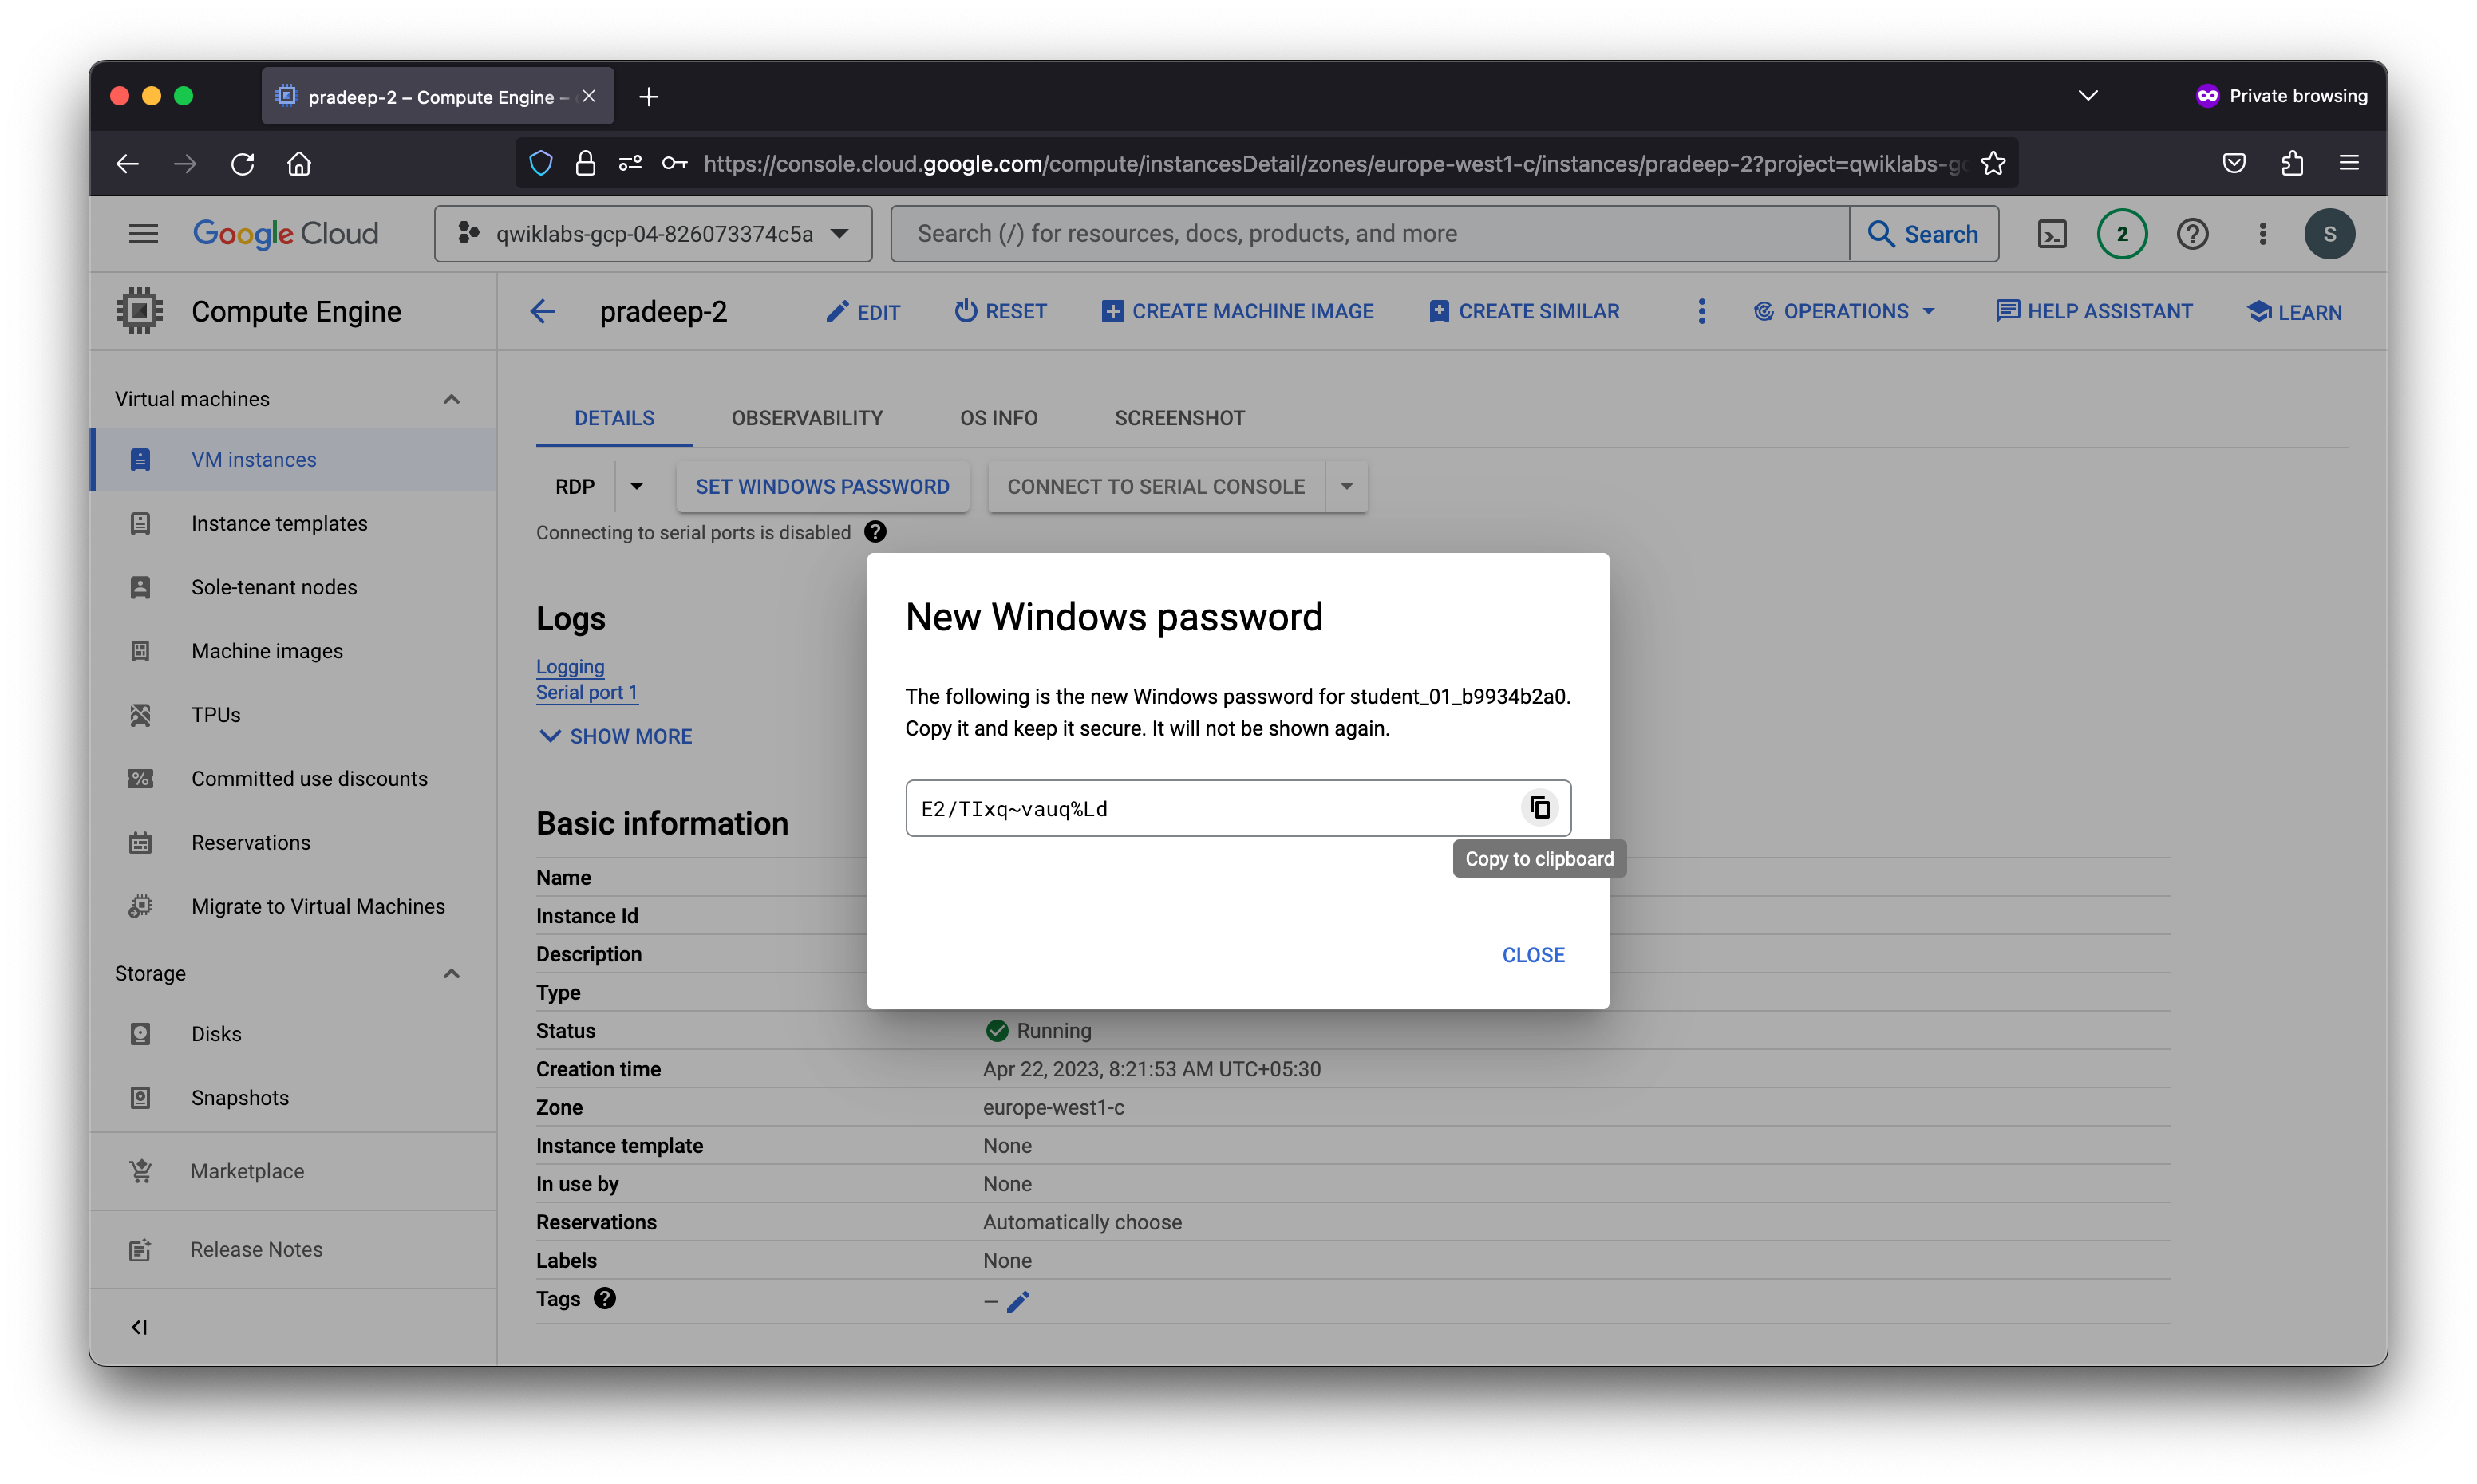 pradeep-2 – Compute Engine –
Private browsing
https://console.cloud.google.com/compute/instancesDetail/zones/europe-west1-c/instances/pradeep-2?project=qwiklabs-gc
Google Cloud
qwiklabs-gcp-04-826073374c5a
Search (/) for resources, docs, products, and more
Search
2
S
Compute Engine
pradeep-2
EDIT
RESET
CREATE MACHINE IMAGE
CREATE SIMILAR
OPERATIONS
HELP ASSISTANT
LEARN
Virtual machines
VM instances
Instance templates
Sole-tenant nodes
Machine images
TPUs
Committed use discounts
Reservations
Migrate to Virtual Machines
Storage
Disks
Snapshots
Marketplace
Release Notes
DETAILS
OBSERVABILITY
OS INFO
SCREENSHOT
RDP
SET WINDOWS PASSWORD
CONNECT TO SERIAL CONSOLE
Connecting to serial ports is disabled
Logs
Logging
Serial port 1
SHOW MORE
Basic information
Name
Instance Id
Description
Type
Status Running
Creation time Apr 22, 2023, 8:21:53 AM UTC+05:30
Zone europe-west1-c
Instance template None
In use by None
Reservations Automatically choose
Labels None
Tags –
New Windows password
The following is the new Windows password for student_01_b9934b2a0.
Copy it and keep it secure. It will not be shown again.
E2/TIxq~vauq%Ld
Copy to clipboard
CLOSE